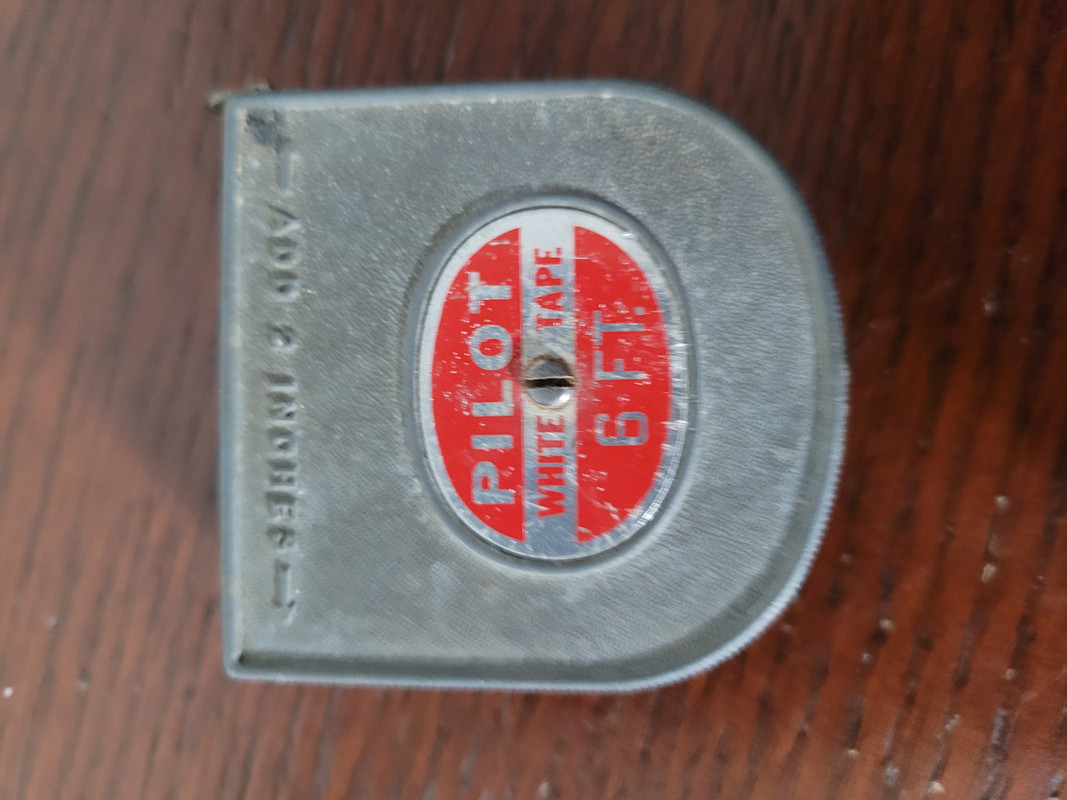 PILOT
WHITE TAPE
6 FT.
ADD 2 INCHES